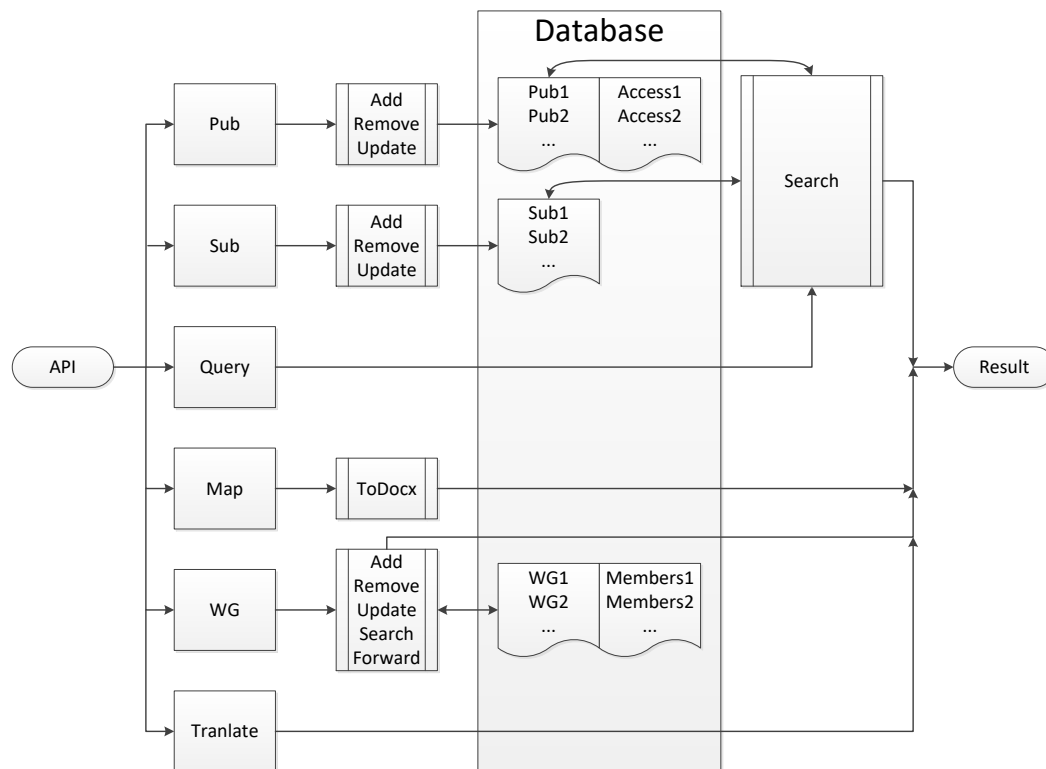 Database
Pub
Add
Remove
Update
Pub1
Pub2
...
Access1
Access2
...
Search
Sub
Add
Remove
Update
Sub1
Sub2
...
API
Query
Result
Map
ToDocx
WG
Add
Remove
Update
Search
Forward
WG1
WG2
...
Members1
Members2
...
Tranlate